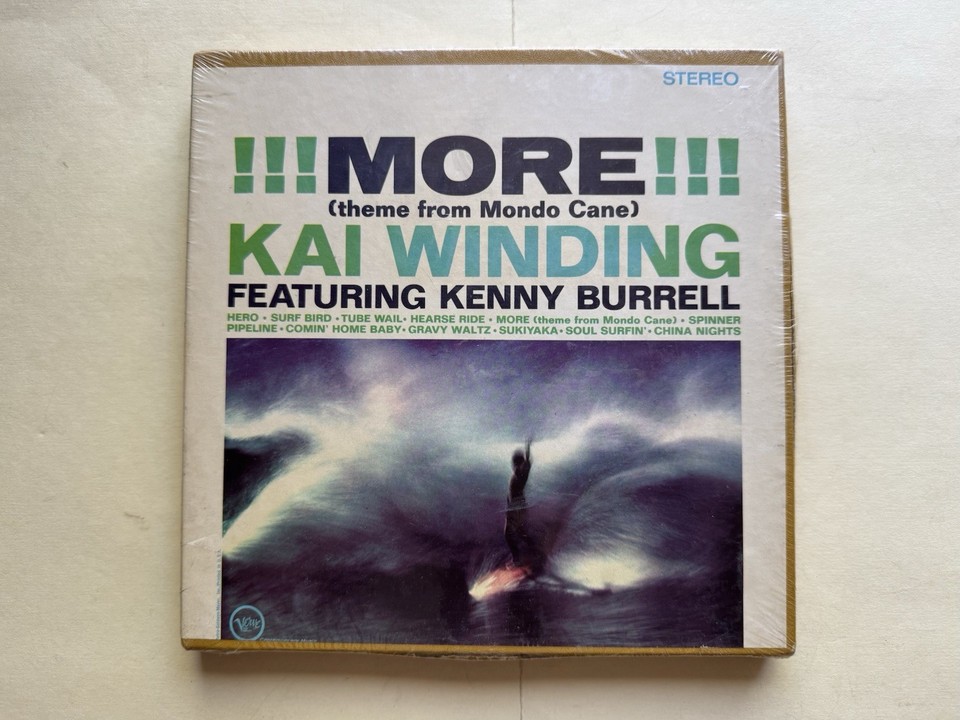 STEREO
!!!MORE!!!
(theme from Mondo Cane)
KAI WINDING
FEATURING KENNY BURRELL
HERO • SURF BIRD • TUBE WAIL • HEARSE RIDE • MORE (theme from Mondo Cane) • SPINNER
PIPELINE • COMIN' HOME BABY • GRAVY WALTZ • SUKIYAKA • SOUL SURFIN' • CHINA NIGHTS
Verve